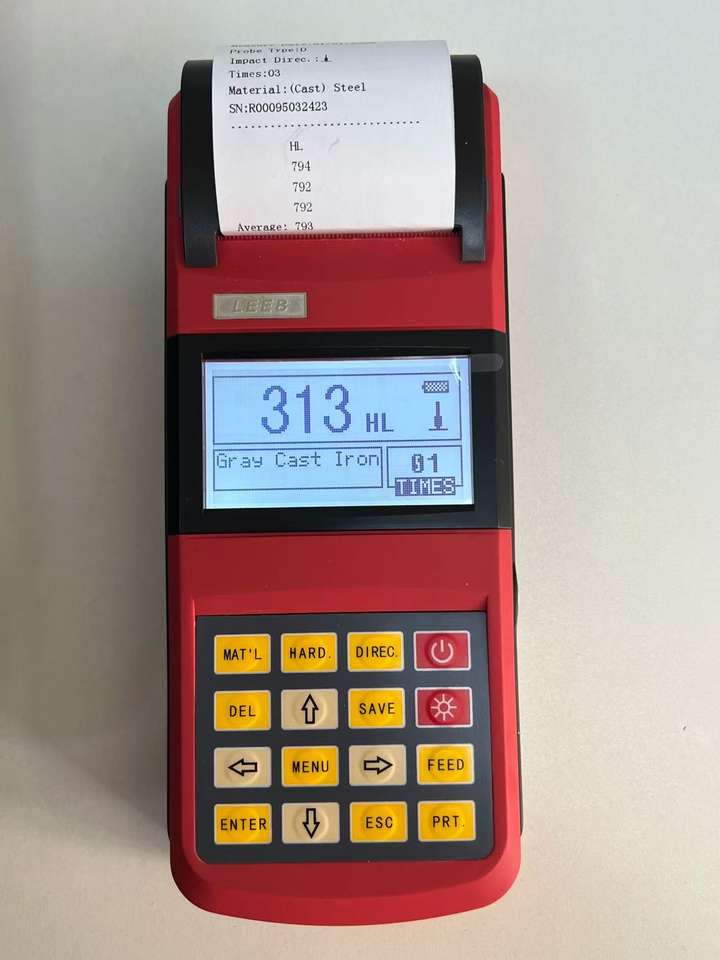 Probe Type:D
Impact Direc.:
Times:03
Material:(Cast) Steel
SN:R00095032423
..............................
HL
794
792
792
Average: 793
LEEB
313 HL
Gray Cast Iron
01
TIMES
MAT'L HARD. DIREC.
DEL SAVE
MENU FEED
ENTER ESC PRT.